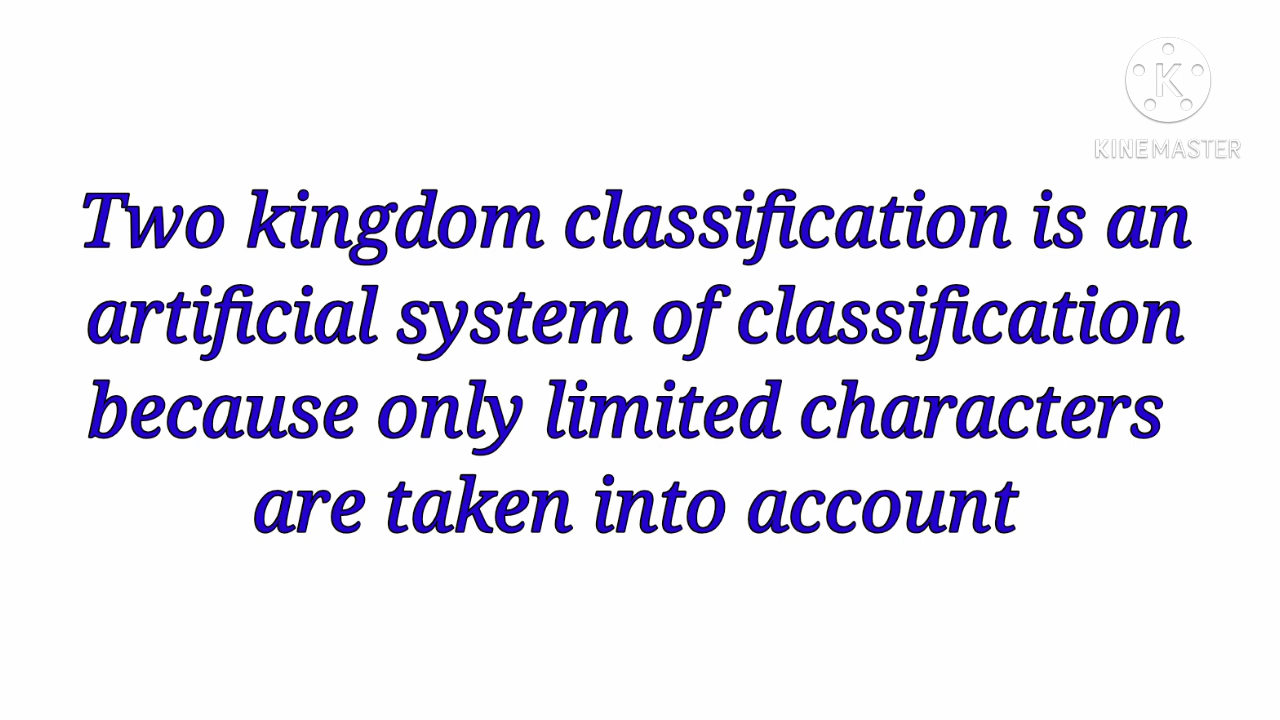 K
KINEMASTER
Two kingdom classification is an
artificial system of classification
because only limited characters
are taken into account